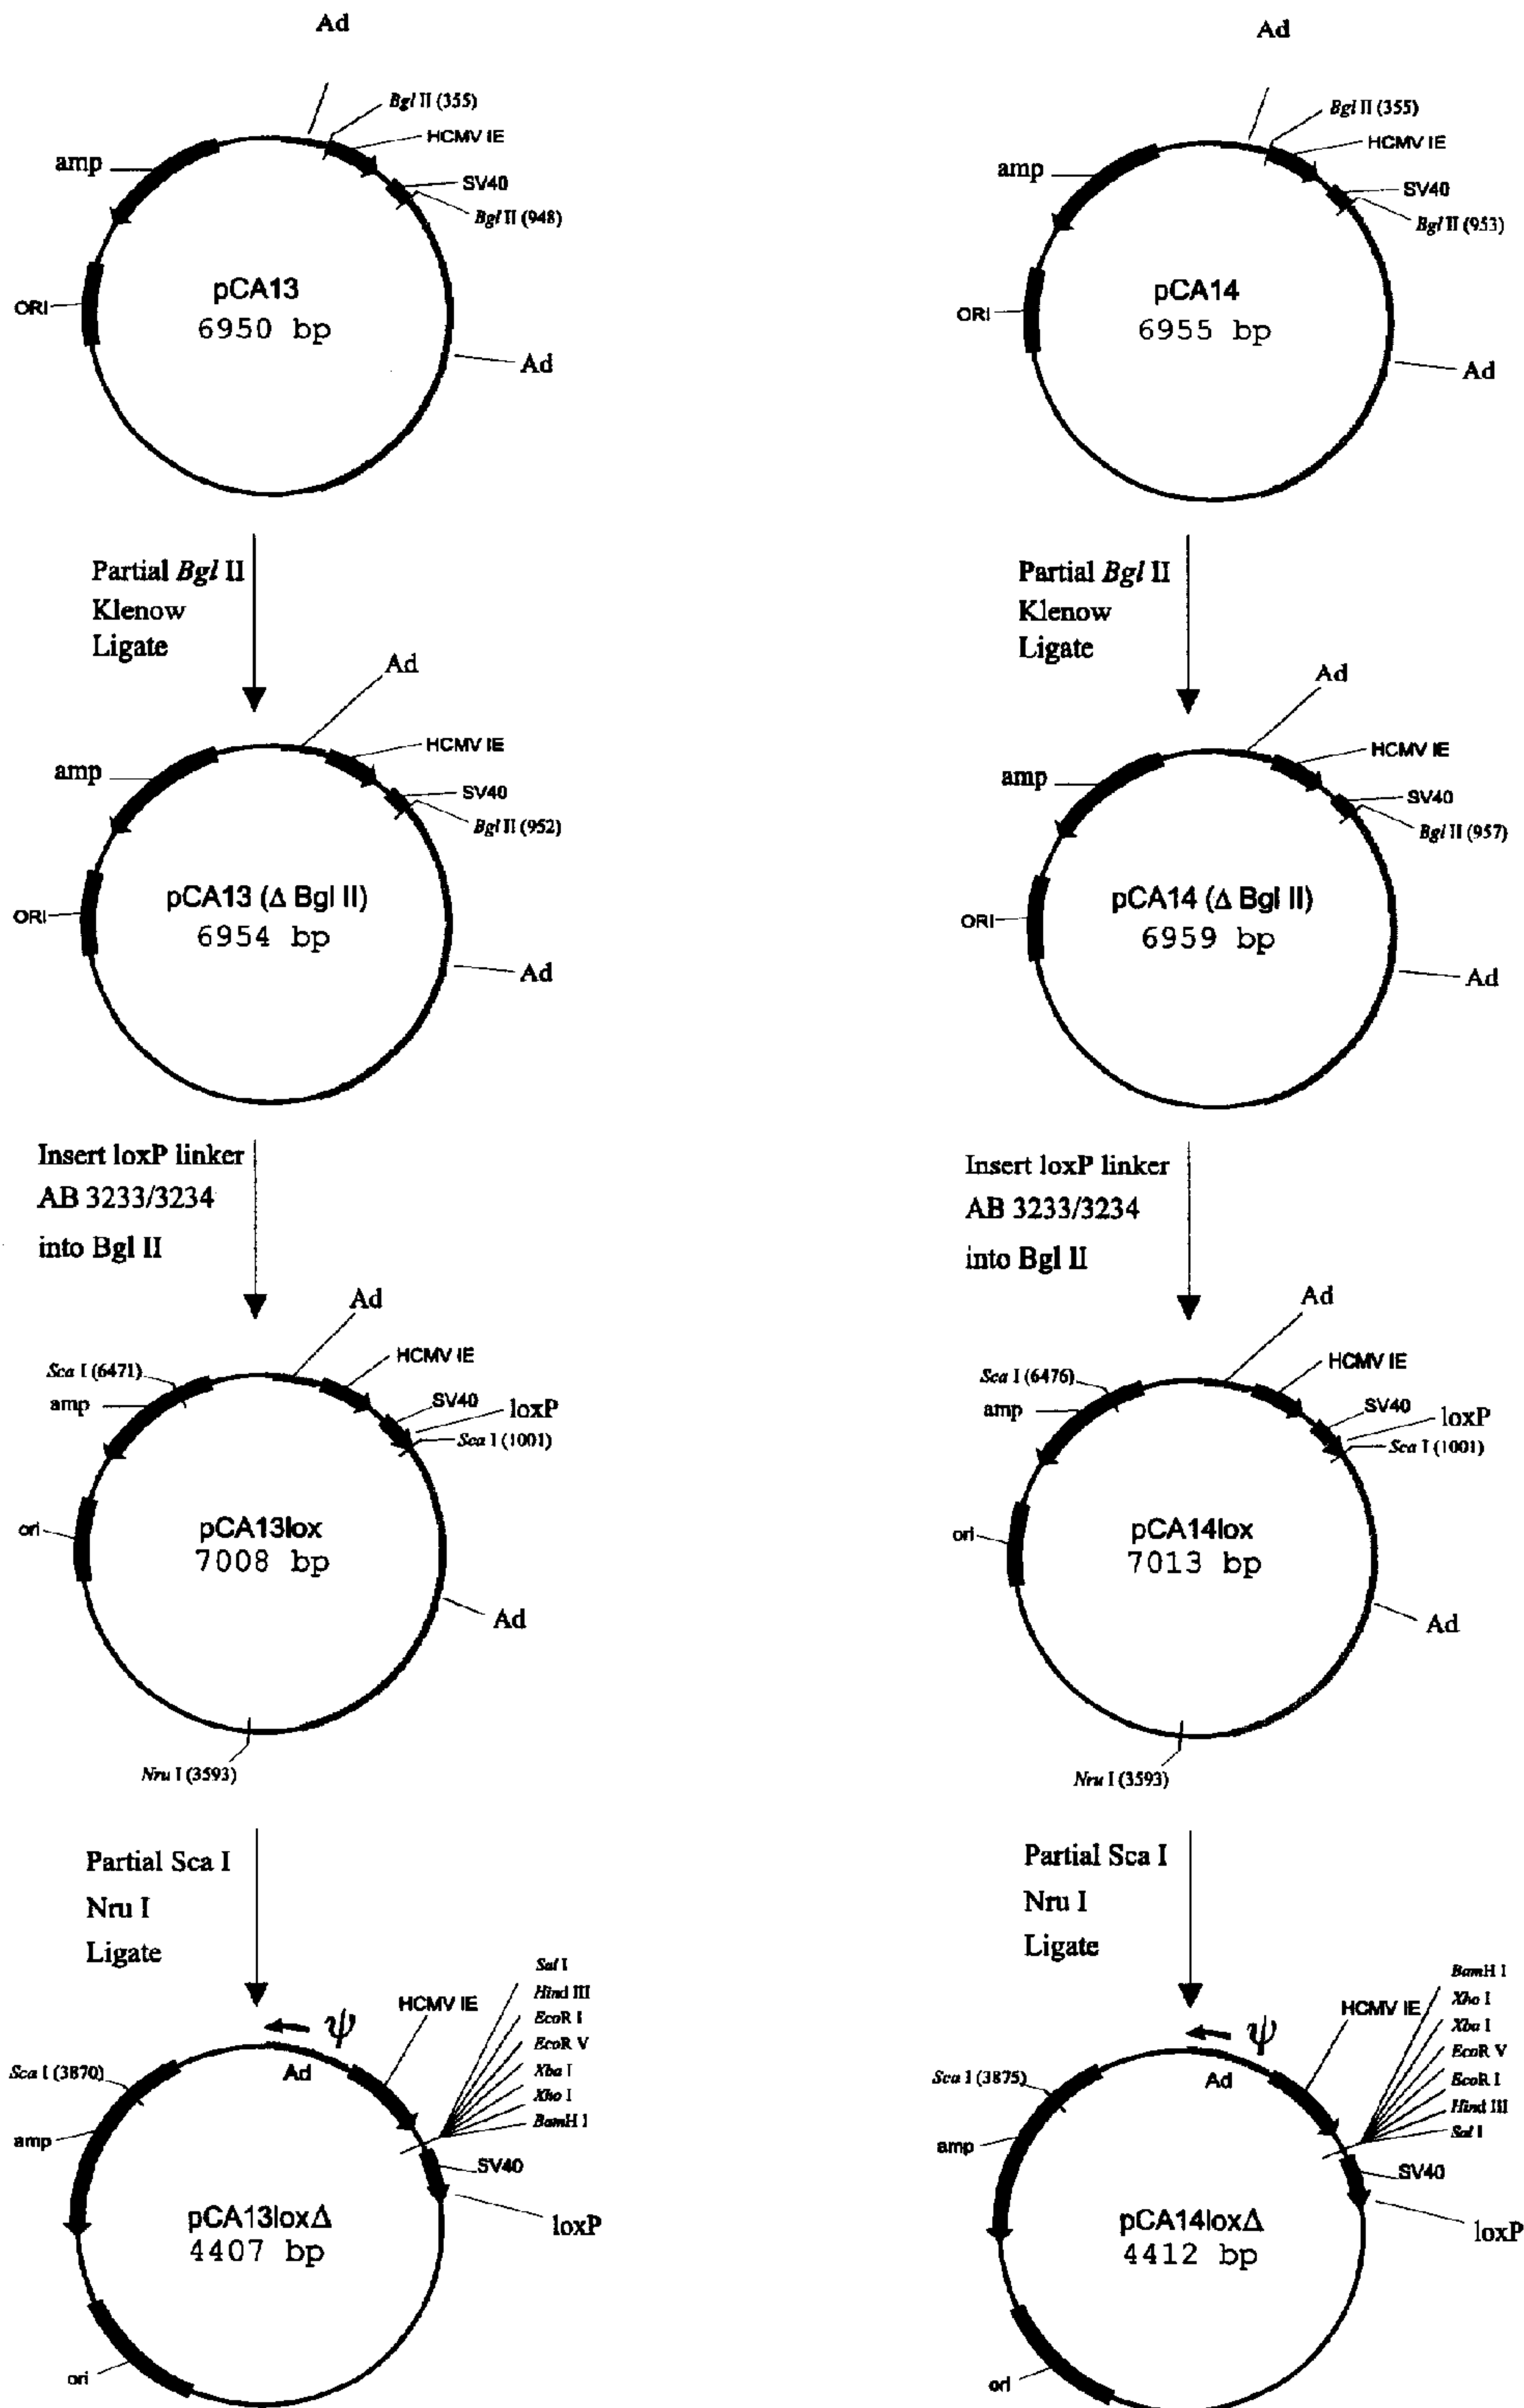 Ad
Bgl II (355)
HCMV IE
amp
SV40
Bgl II (948)
pCA13
6950 bp
ORI
Ad
Partial Bgl II
Klenow
Ligate
Ad
HCMV IE
amp
SV40
Bgl II (952)
pCA13 (Δ Bgl II)
6954 bp
ORI
Ad
Insert loxP linker
AB 3233/3234
into Bgl II
Ad
HCMV IE
Sca I (6471)
amp
SV40
loxP
Sca I (1001)
ori
pCA13lox
7008 bp
Ad
Nru I (3593)
Partial Sca I
Nru I
Ligate
Sal I
Hind III
EcoR I
EcoR V
Xba I
Xho I
BamH I
HCMV IE
ψ
Ad
Sca I (3870)
amp
SV40
loxP
pCA13loxΔ
4407 bp
ori
Ad
Bgl II (355)
HCMV IE
amp
SV40
Bgl II (953)
pCA14
6955 bp
ORI
Ad
Partial Bgl II
Klenow
Ligate
Ad
HCMV IE
amp
SV40
Bgl II (957)
pCA14 (Δ Bgl II)
6959 bp
ORI
Ad
Insert loxP linker
AB 3233/3234
into Bgl II
Ad
HCMV IE
Sca I (6476)
amp
SV40
loxP
Sca I (1001)
ori
pCA14lox
7013 bp
Ad
Nru I (3593)
Partial Sca I
Nru I
Ligate
BamH I
Xho I
Xba I
EcoR V
EcoR I
Hind III
Sal I
HCMV IE
ψ
Ad
Sca I (3875)
amp
SV40
loxP
pCA14loxΔ
4412 bp
ori